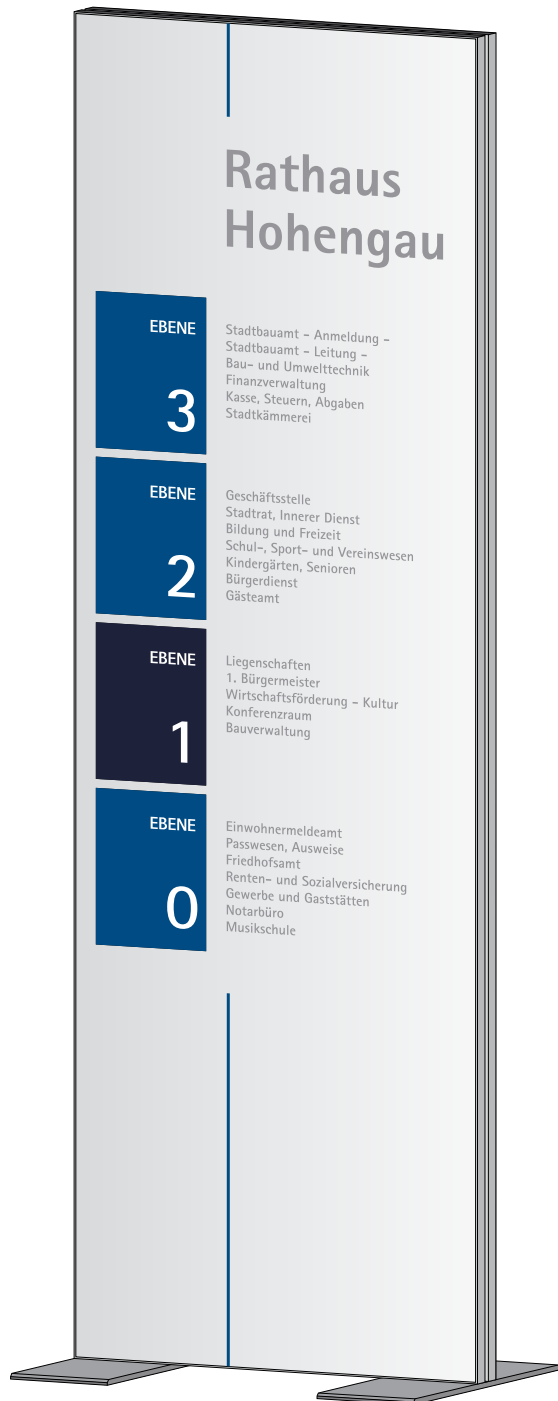 Rathaus
Hohengau
EBENE
3
Stadtbauamt - Anmeldung -
Stadtbauamt - Leitung -
Bau- und Umwelttechnik
Finanzverwaltung
Kasse, Steuern, Abgaben
Stadtkämmerei
EBENE
2
Geschäftsstelle
Stadtrat, Innerer Dienst
Bildung und Freizeit
Schul-, Sport- und Vereinswesen
Kindergärten, Senioren
Bürgerdienst
Gästeamt
EBENE
1
Liegenschaften
1. Bürgermeister
Wirtschaftsförderung - Kultur
Konferenzraum
Bauverwaltung
EBENE
0
Einwohnermeldeamt
Passwesen, Ausweise
Friedhofsamt
Renten- und Sozialversicherung
Gewerbe und Gaststätten
Notarbüro
Musikschule